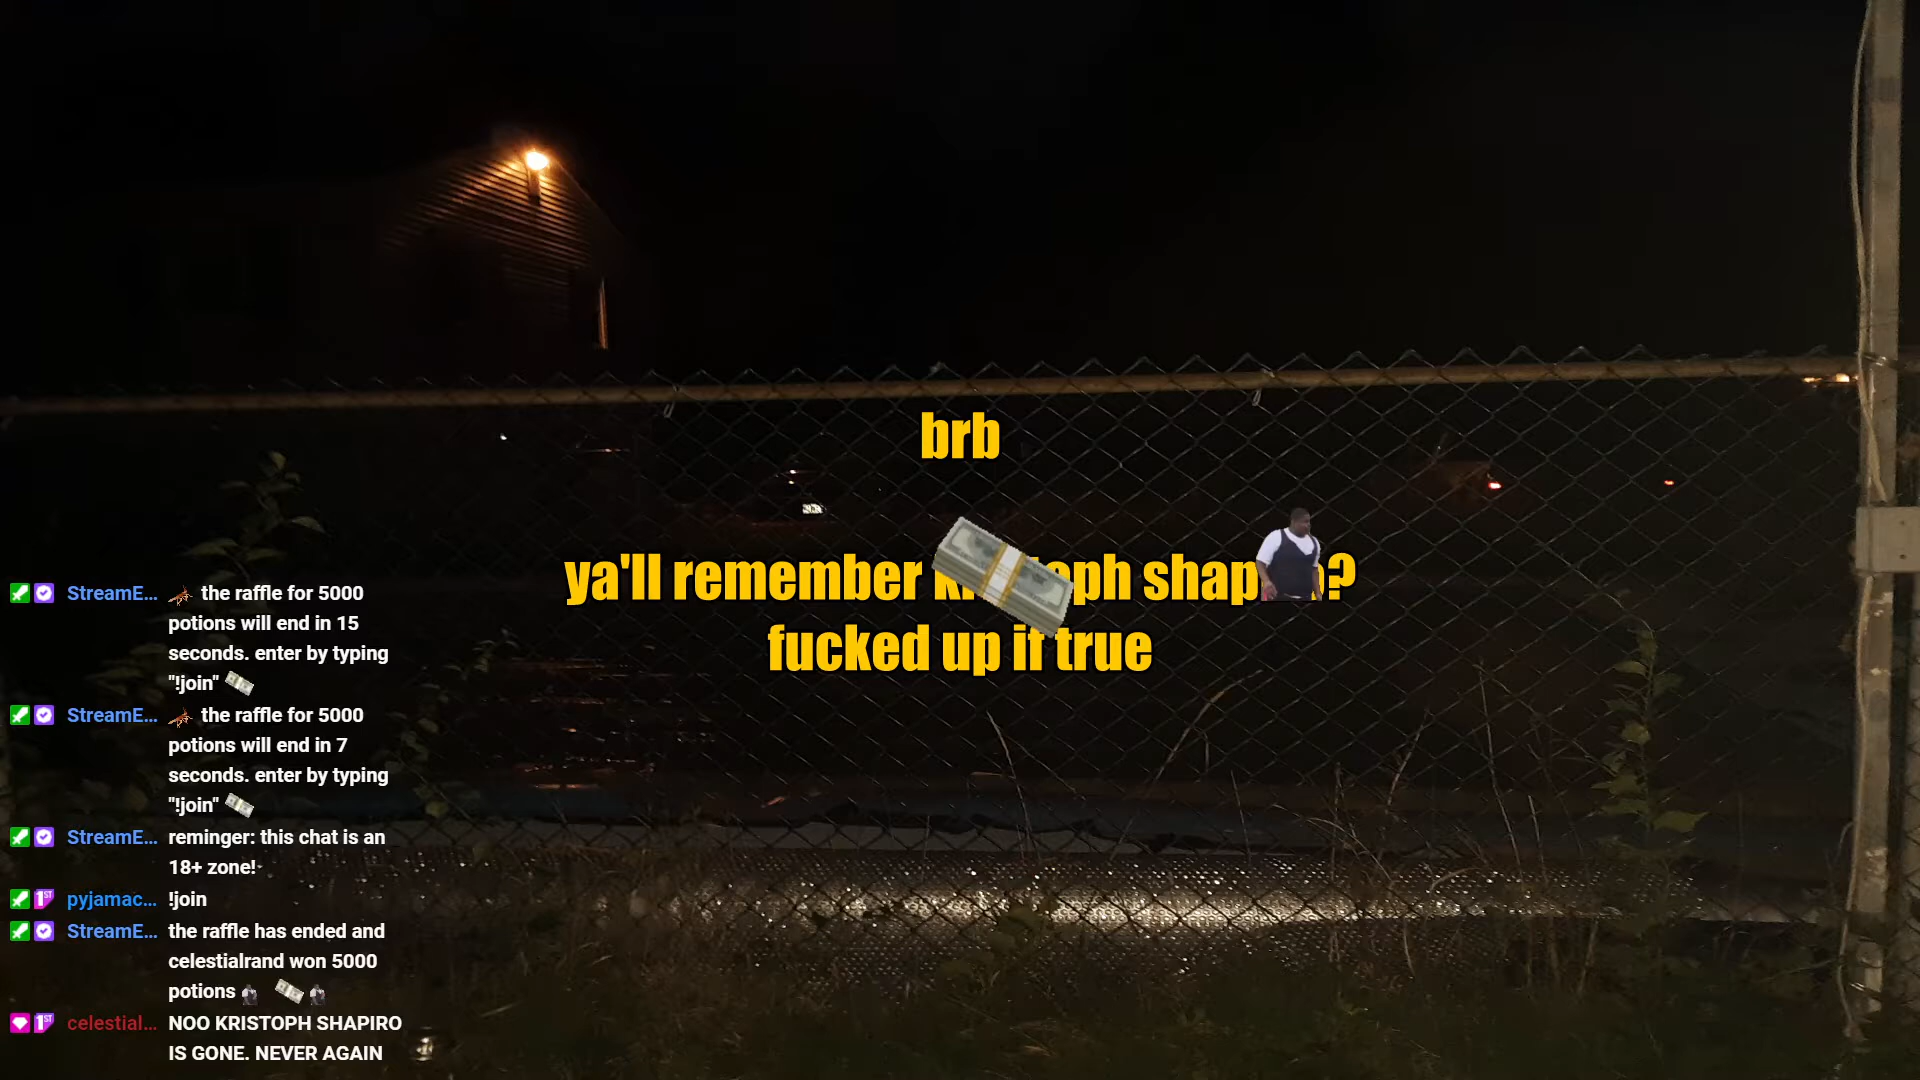 brb
ya'll remember ph shap ?
fucked up if true
StreamE... the raffle for 5000
potions will end in 15
seconds. enter by typing
"!join"
StreamE... the raffle for 5000
potions will end in 7
seconds. enter by typing
"!join"
StreamE... reminger: this chat is an
18+ zone!
pyjamac... !join
StreamE... the raffle has ended and
celestialrand won 5000
potions
celestial... NOO KRISTOPH SHAPIRO
IS GONE. NEVER AGAIN